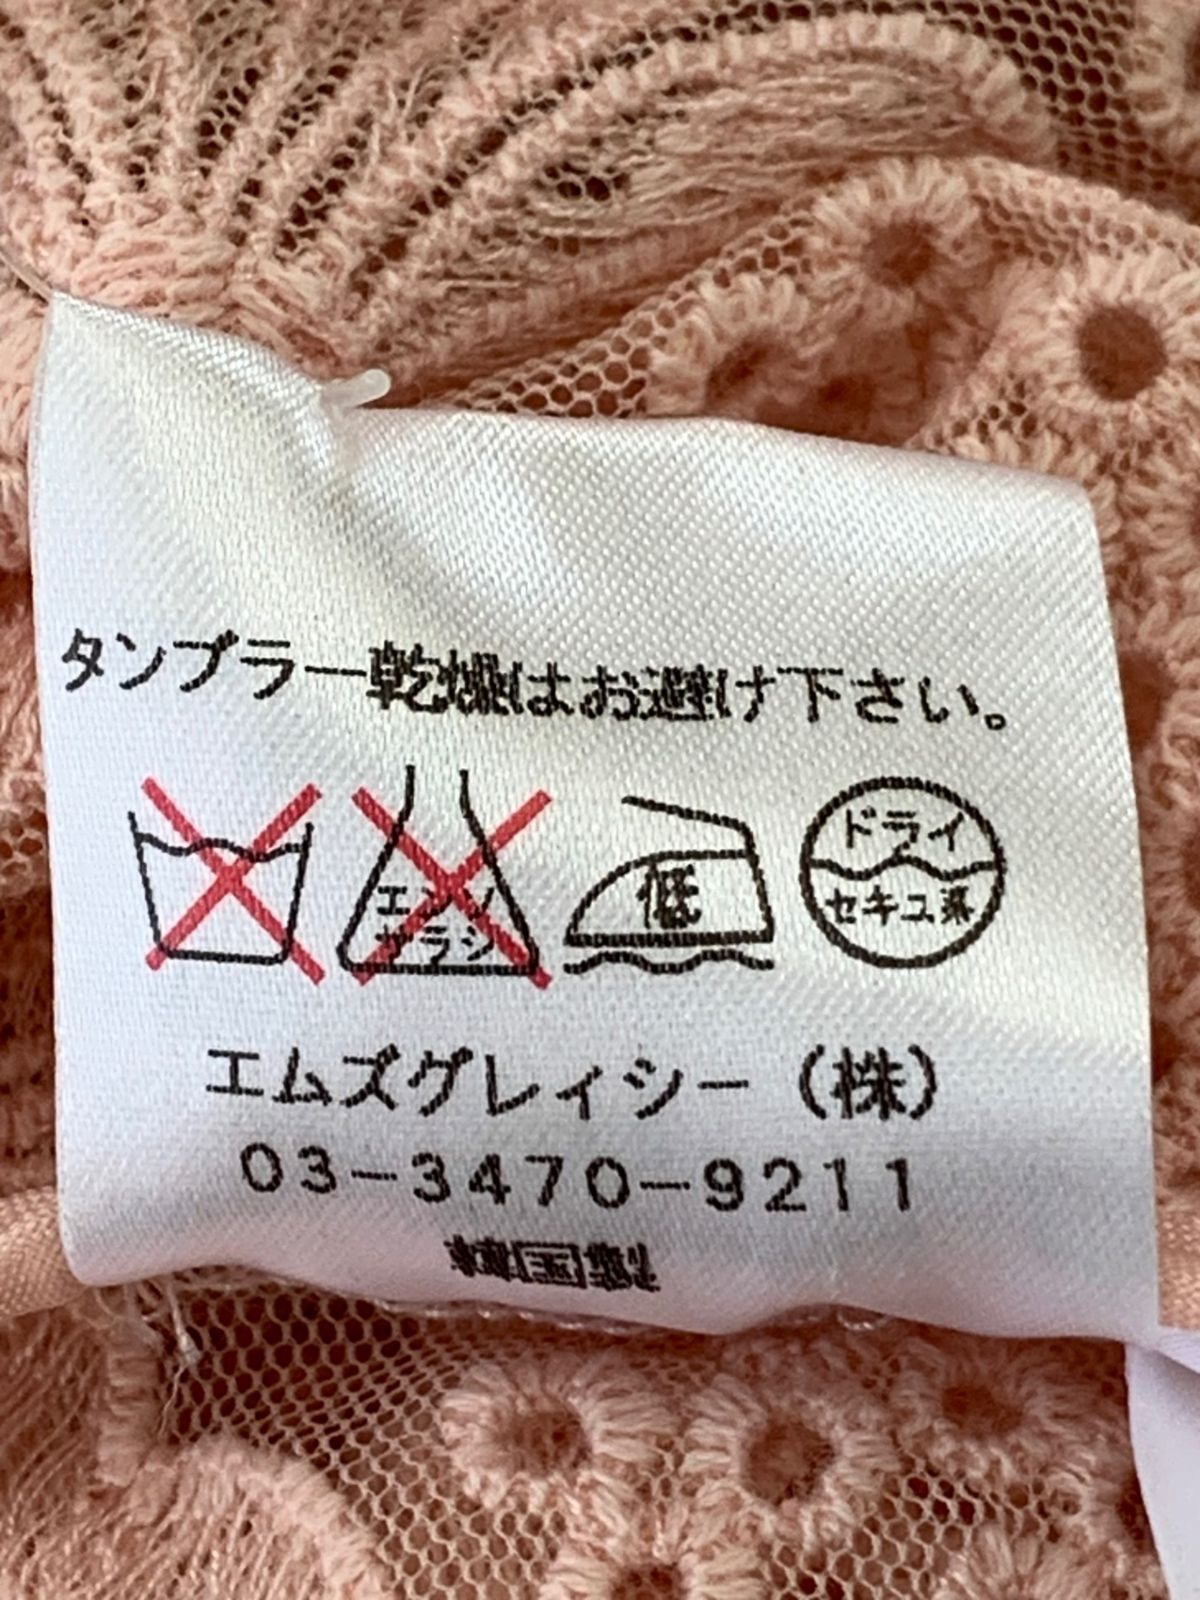 タンブラー乾燥はお避け下さい。
エンソ
サラシ
低
ドライ
セキユ系
エムズグレィシー（株）
03-3470-9211
韓国製